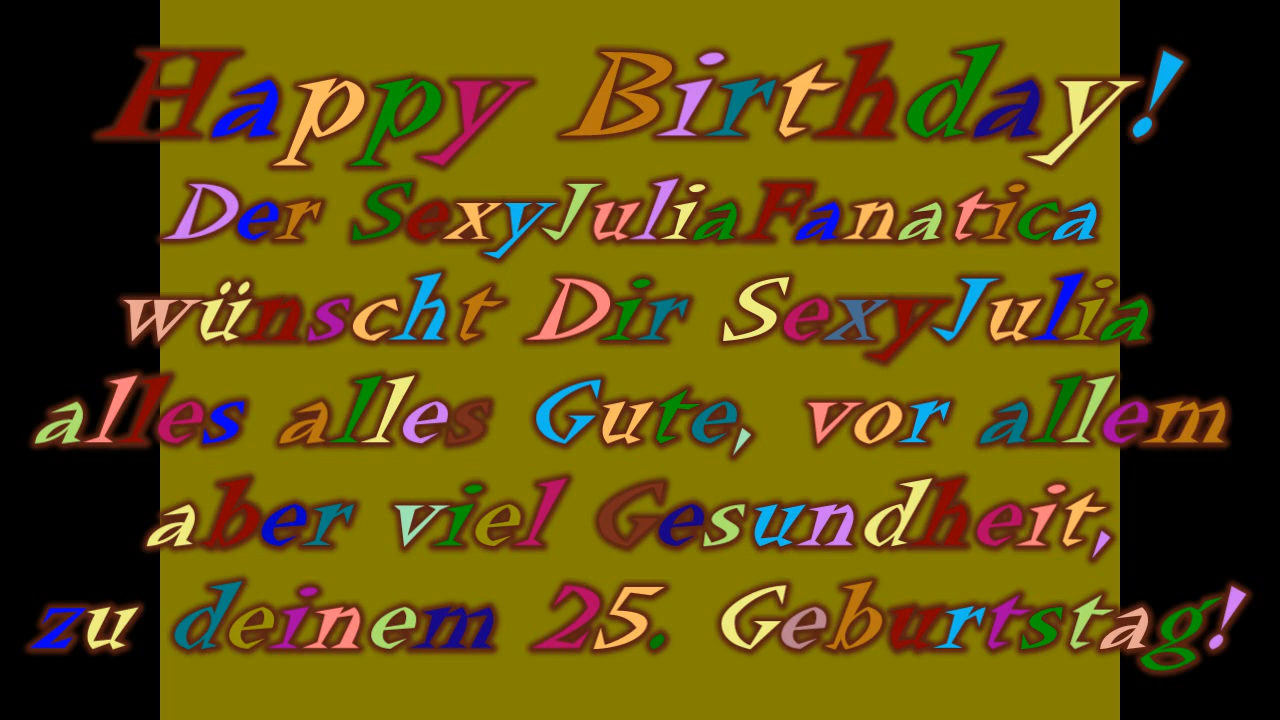 Happy Birthday!
Der SexyJuliaFanatica
wünscht Dir SexyJulia
alles alles Gute, vor allem
aber viel Gesundheit,
zu deinem 25. Geburtstag!